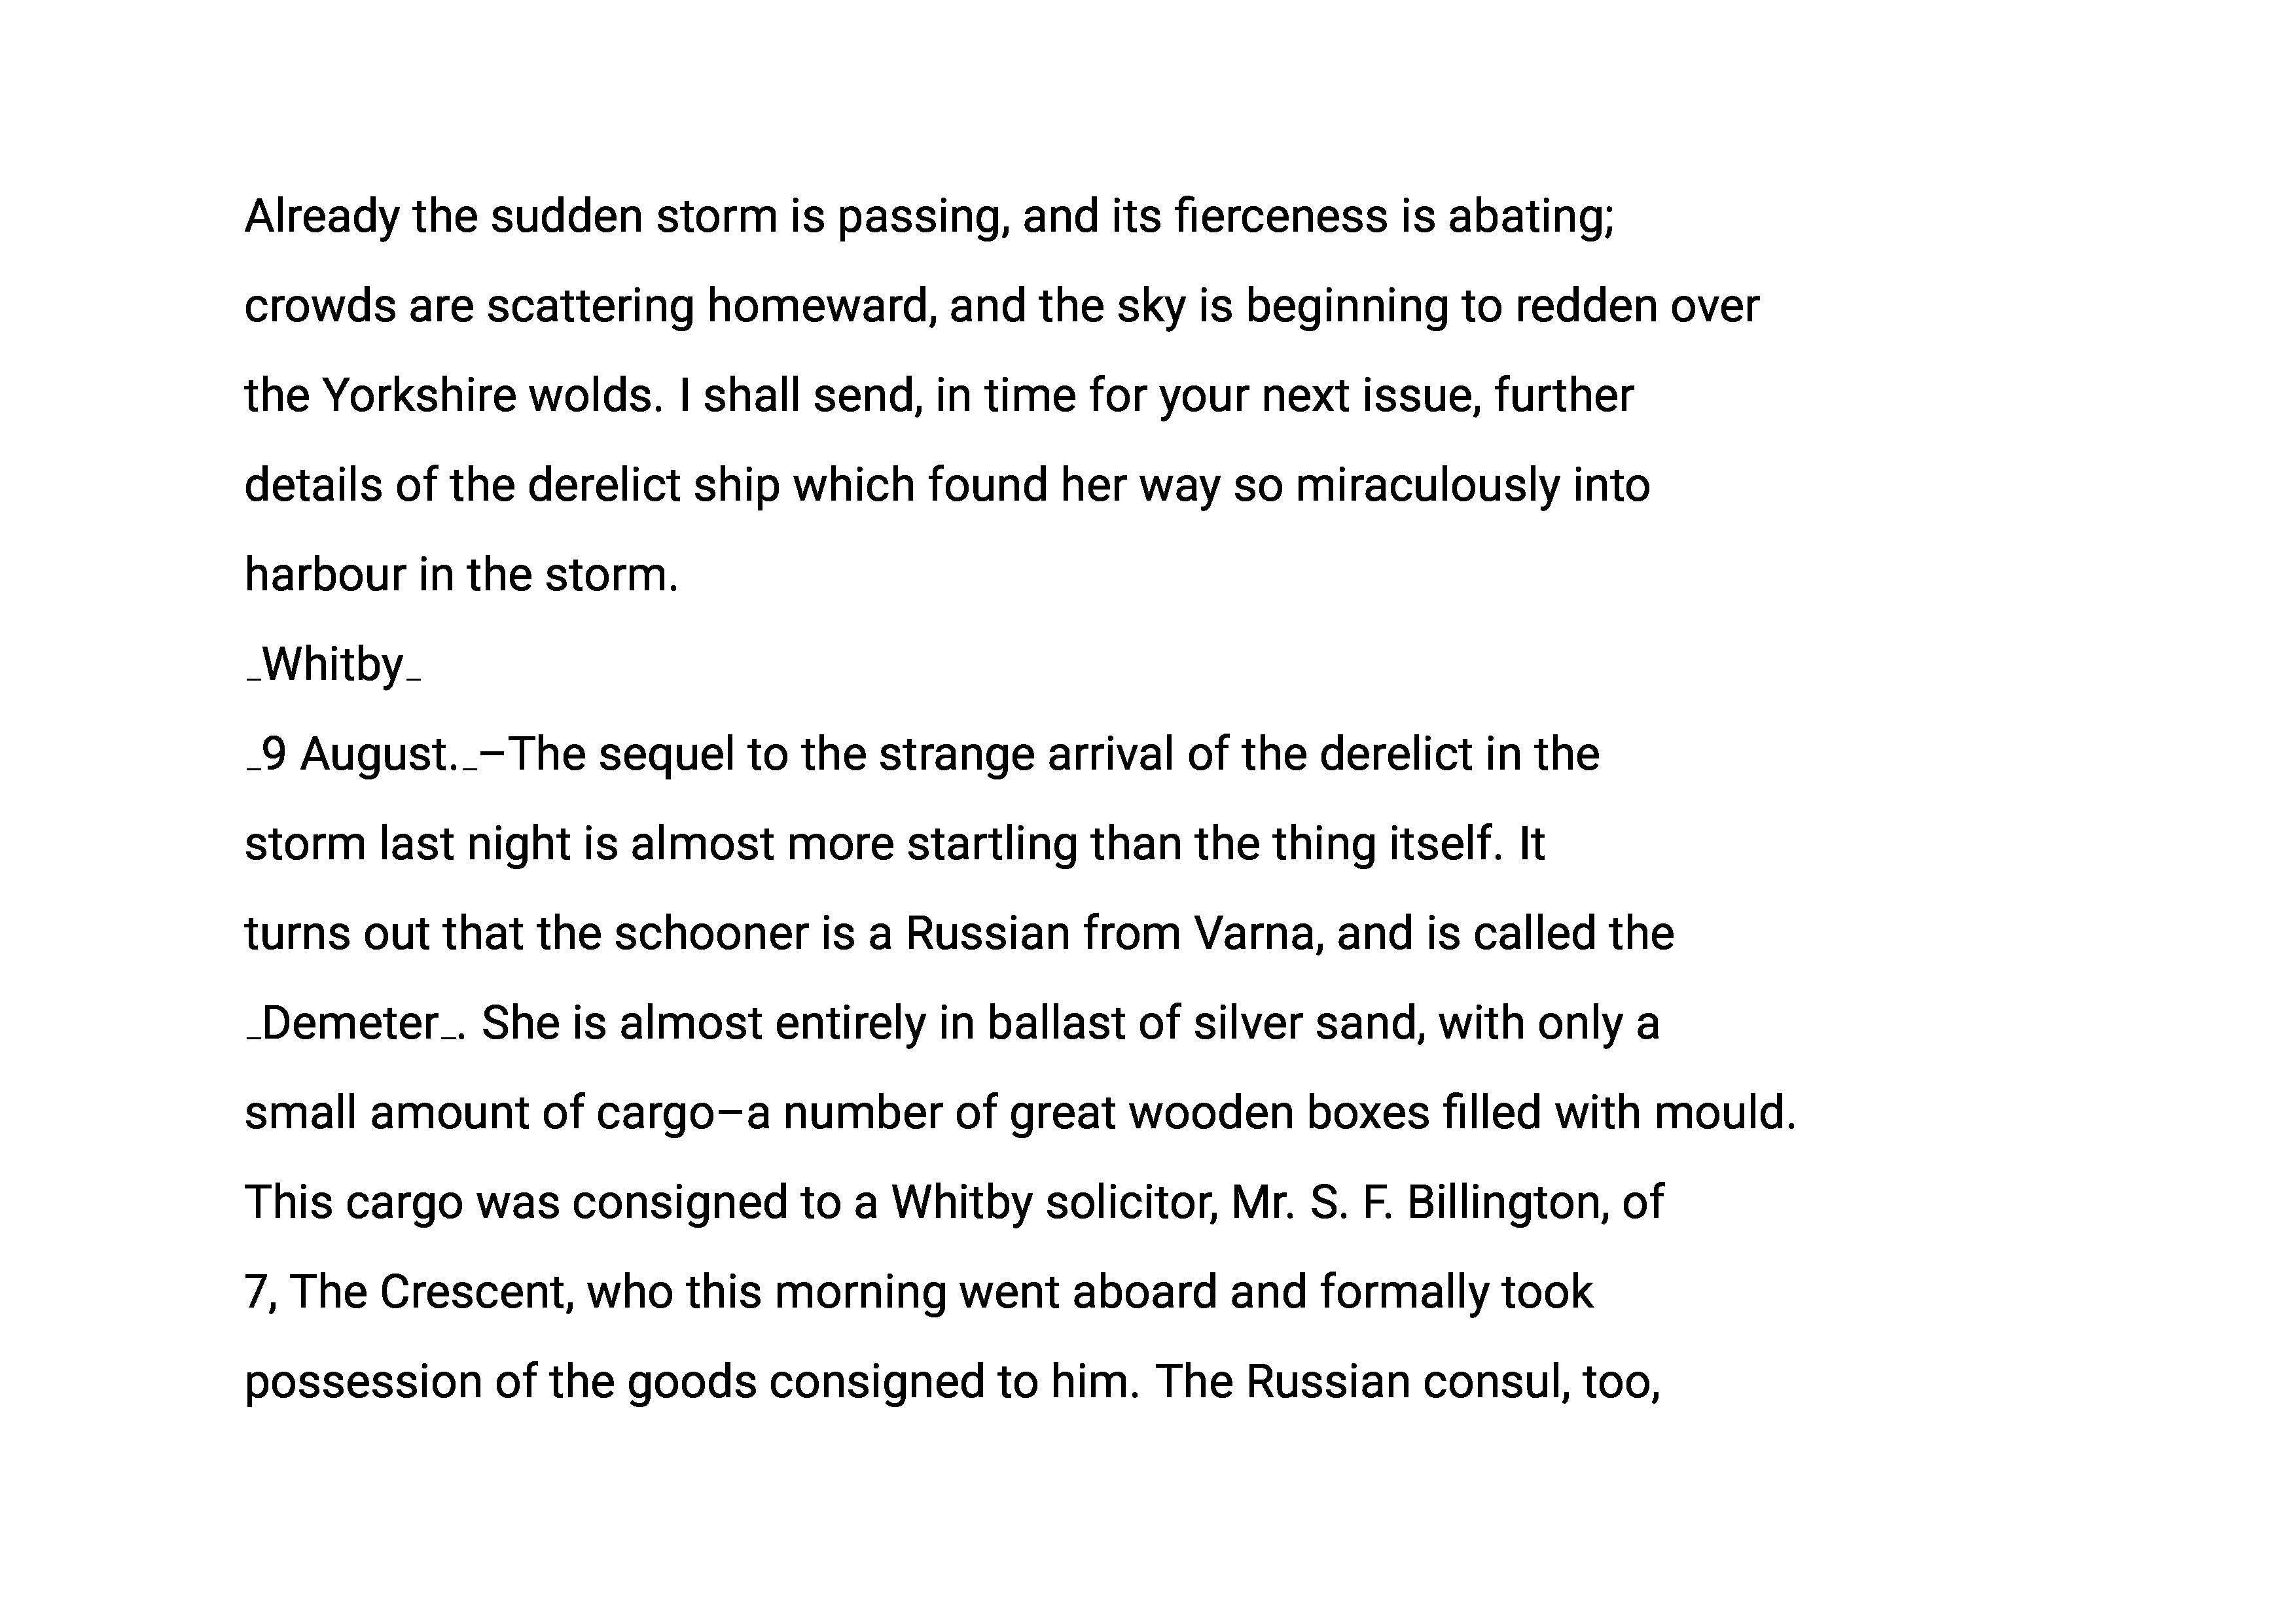 Already the sudden storm is passing, and its fierceness is abating;
crowds are scattering homeward, and the sky is beginning to redden over
the Yorkshire wolds. I shall send, in time for your next issue, further
details of the derelict ship which found her way so miraculously into
harbour in the storm.
_Whitby_
_9 August._–The sequel to the strange arrival of the derelict in the
storm last night is almost more startling than the thing itself. It
turns out that the schooner is a Russian from Varna, and is called the
_Demeter_. She is almost entirely in ballast of silver sand, with only a
small amount of cargo–a number of great wooden boxes filled with mould.
This cargo was consigned to a Whitby solicitor, Mr. S. F. Billington, of
7, The Crescent, who this morning went aboard and formally took
possession of the goods consigned to him. The Russian consul, too,